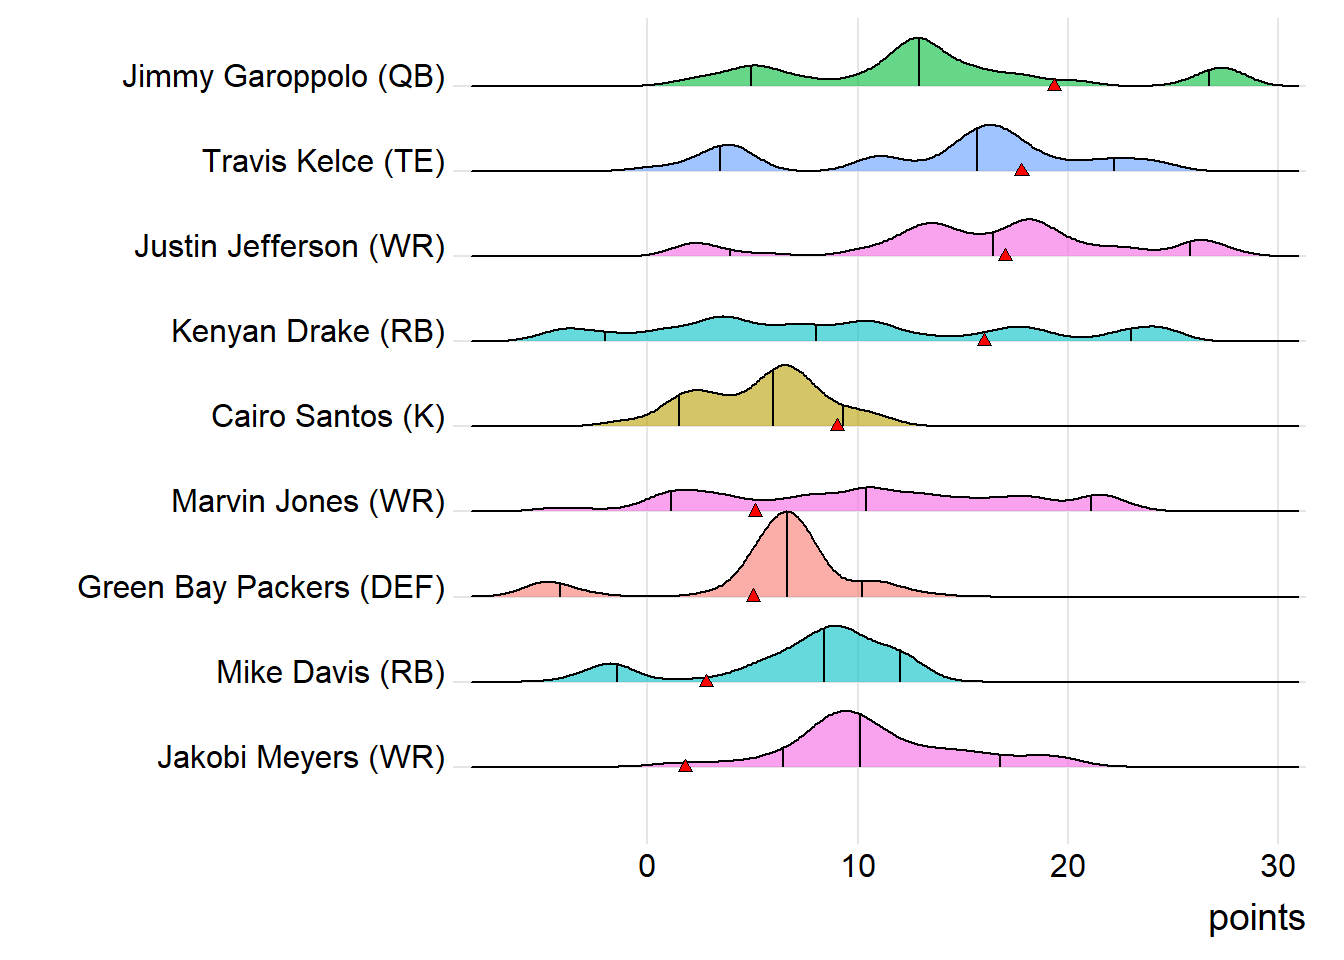 Jimmy Garoppolo (QB)
Travis Kelce (TE)
Justin Jefferson (WR)
Kenyan Drake (RB)
Cairo Santos (K)
Marvin Jones (WR)
Green Bay Packers (DEF)
Mike Davis (RB)
Jakobi Meyers (WR)
0 10 20 30
points